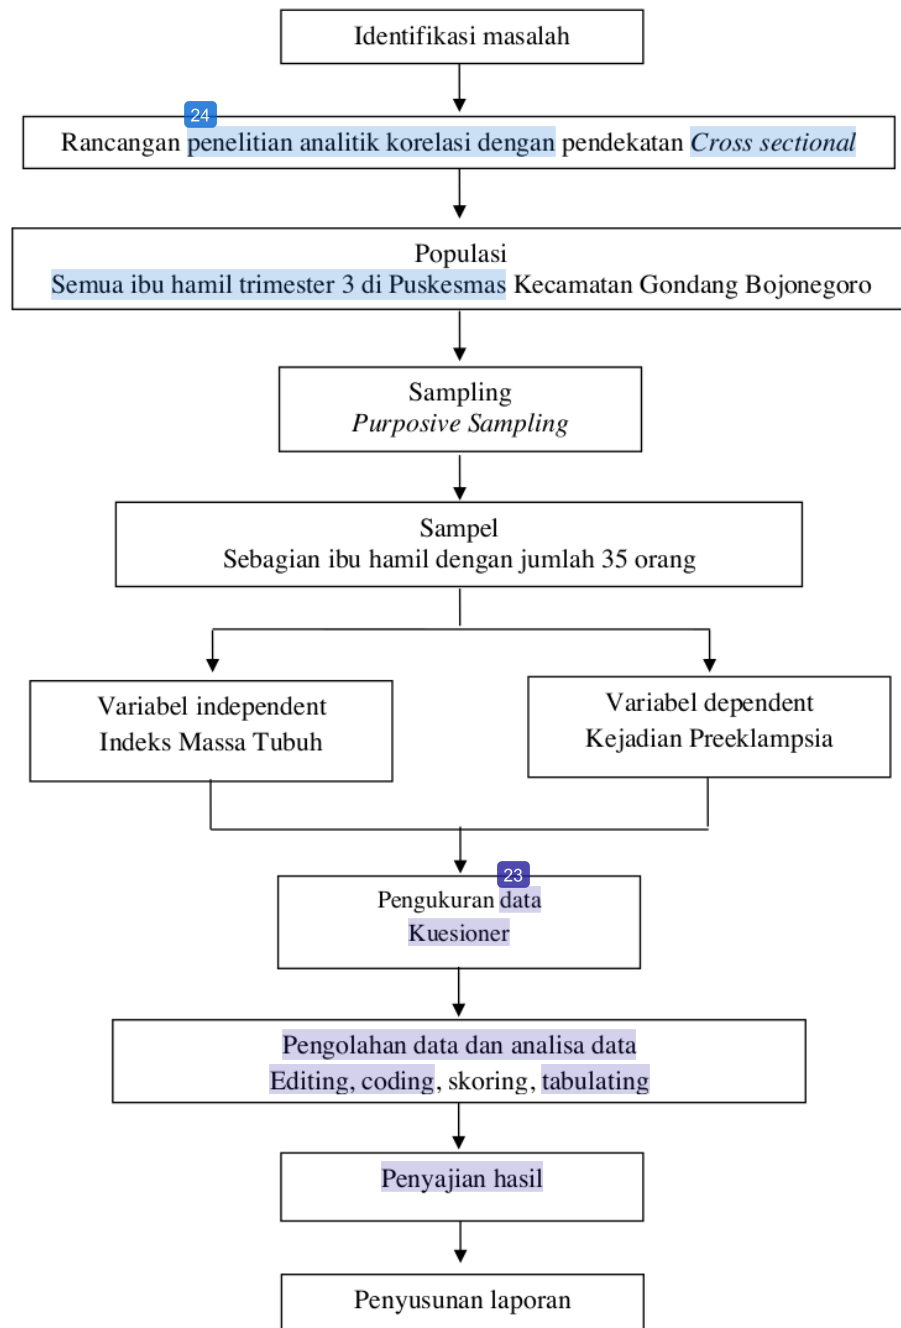 Identifikasi masalah
24
Rancangan penelitian analitik korelasi dengan pendekatan Cross sectional
Populasi
Semua ibu hamil trimester 3 di Puskesmas Kecamatan Gondang Bojonegoro
Sampling
Purposive Sampling
Sampel
Sebagian ibu hamil dengan jumlah 35 orang
Variabel independent
Indeks Massa Tubuh
Variabel dependent
Kejadian Preeklampsia
23
Pengukuran data
Kuesioner
Pengolahan data dan analisa data
Editing, coding, skoring, tabulating
Penyajian hasil
Penyusunan laporan